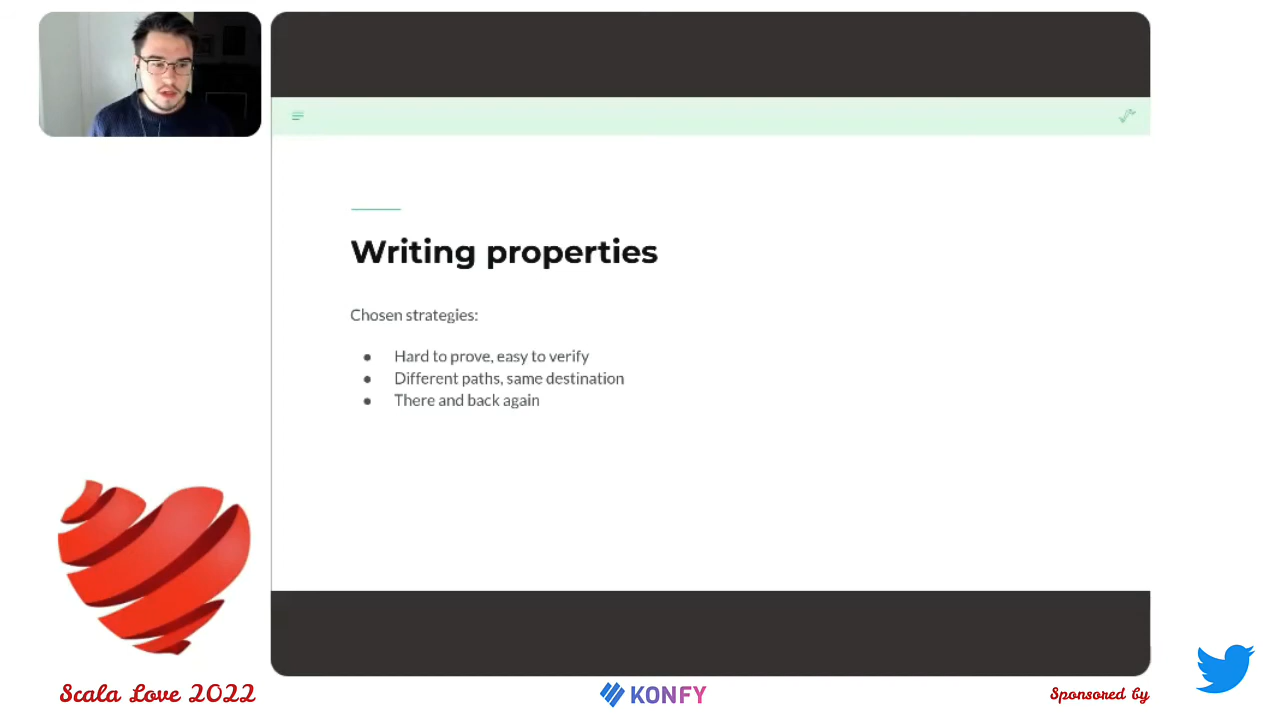 Writing properties
Chosen strategies:
● Hard to prove, easy to verify
● Different paths, same destination
● There and back again
Scala Love 2022
KONFY
Sponsored by